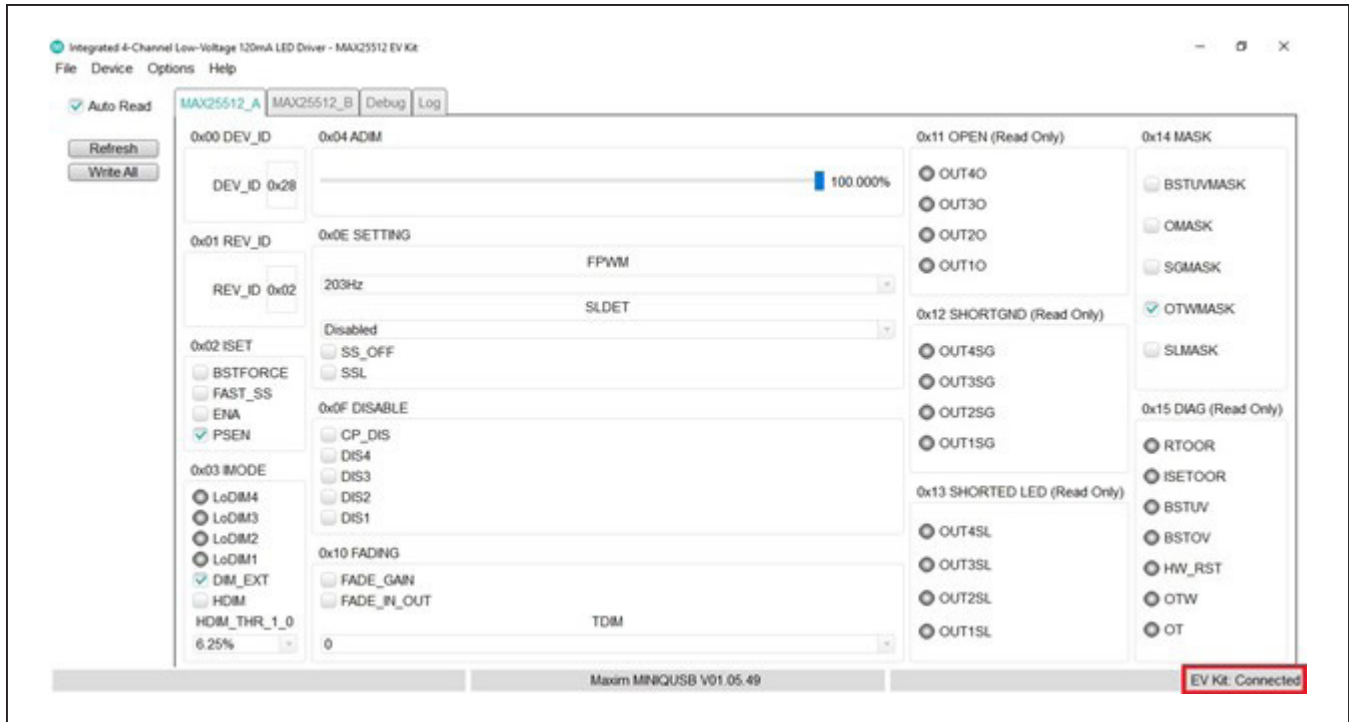 Integrated 4-Channel Low-Voltage 120mA LED Driver - MAX25512 EV Kit
File Device Options Help
Auto Read
Refresh
Write All
MAX25512_A MAX25512_B Debug Log
0x00 DEV_ID
DEV_ID 0x28
0x01 REV_ID
REV_ID 0x02
0x02 ISET
BSTFORCE
FAST_SS
ENA
PSEN
0x03 IMODE
LoDIM4
LoDIM3
LoDIM2
LoDIM1
DIM_EXT
HDIM
HDIM_THR_1_0
6.25%
0x04 ADIM
100.000%
0x0E SETTING
FPWM
203Hz
SLDET
Disabled
SS_OFF
SSL
0x0F DISABLE
CP_DIS
DIS4
DIS3
DIS2
DIS1
0x10 FADING
FADE_GAIN
FADE_IN_OUT
TDIM
0
0x11 OPEN (Read Only)
OUT4O
OUT3O
OUT2O
OUT1O
0x12 SHORTGND (Read Only)
OUT4SG
OUT3SG
OUT2SG
OUT1SG
0x13 SHORTED LED (Read Only)
OUT4SL
OUT3SL
OUT2SL
OUT1SL
0x14 MASK
BSTUVMASK
OMASK
SGMASK
OTWMASK
SLMASK
0x15 DIAG (Read Only)
RTOOR
ISETOOR
BSTUV
BSTOV
HW_RST
OTW
OT
Maxim MINIQUSB V01.05.49
EV Kit: Connected